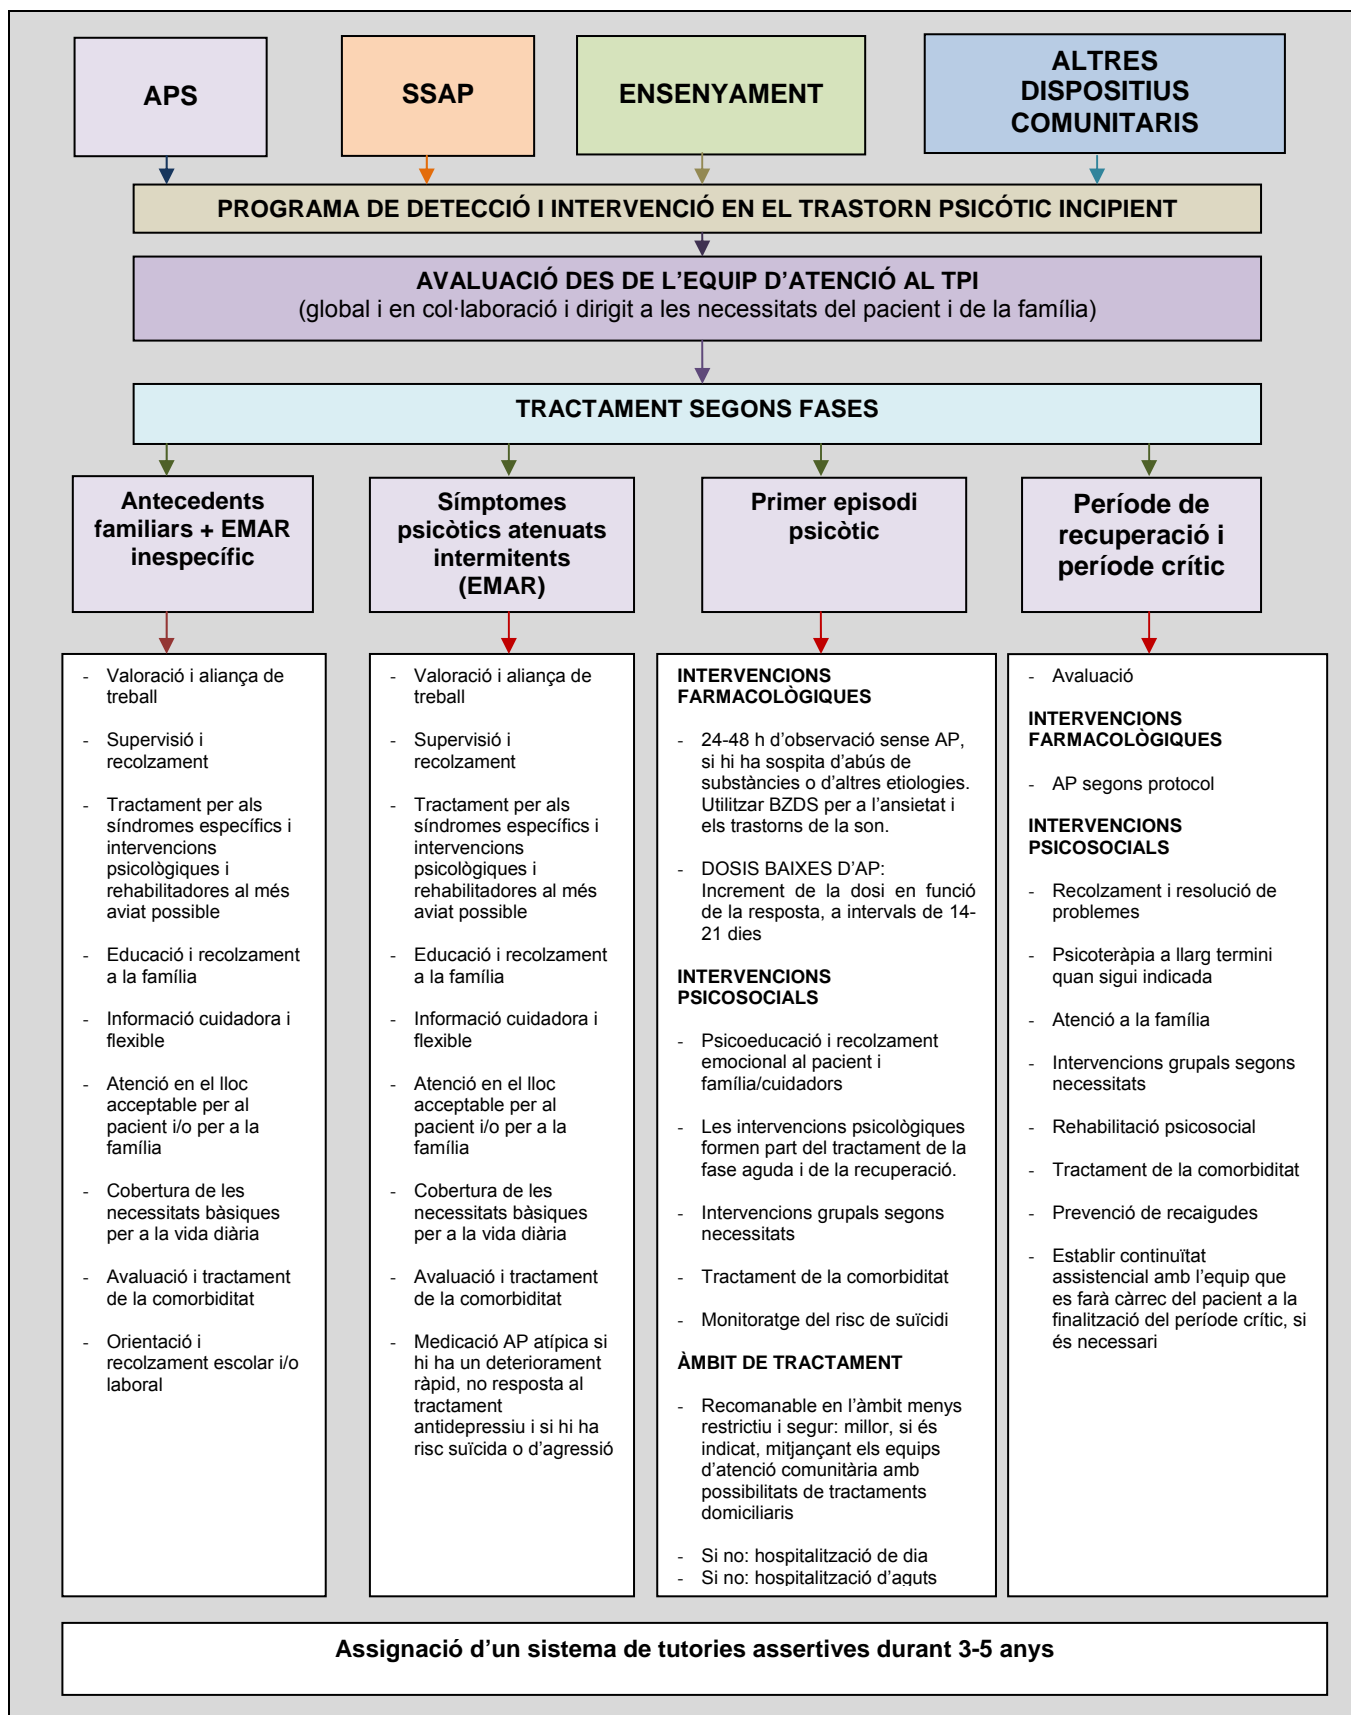 APS
SSAP
ENSENYAMENT
ALTRES
DISPOSITIUS
COMUNITARIS
PROGRAMA DE DETECCIÓ I INTERVENCIÓ EN EL TRASTORN PSICÓTIC INCIPIENT
AVALUACIÓ DES DE L’EQUIP D’ATENCIÓ AL TPI
(global i en col·laboració i dirigit a les necessitats del pacient i de la família)
TRACTAMENT SEGONS FASES
Antecedents
familiars + EMAR
inespecífic
Símptomes
psicòtics atenuats
intermitents
(EMAR)
Primer episodi
psicòtic
Període de
recuperació i
període crític
- Valoració i aliança de
treball
- Supervisió i
recolzament
- Tractament per als
síndromes específics i
intervencions
psicològiques i
rehabilitadores al més
aviat possible
- Educació i recolzament
a la família
- Informació cuidadora i
flexible
- Atenció en el lloc
acceptable per al
pacient i/o per a la
família
- Cobertura de les
necessitats bàsiques
per a la vida diària
- Avaluació i tractament
de la comorbiditat
- Orientació i
recolzament escolar i/o
laboral
- Valoració i aliança de
treball
- Supervisió i
recolzament
- Tractament per als
síndromes específics i
intervencions
psicològiques i
rehabilitadores al més
aviat possible
- Educació i recolzament
a la família
- Informació cuidadora i
flexible
- Atenció en el lloc
acceptable per al
pacient i/o per a la
família
- Cobertura de les
necessitats bàsiques
per a la vida diària
- Avaluació i tractament
de la comorbiditat
- Medicació AP atípica si
hi ha un deteriorament
ràpid, no resposta al
tractament
antidepressiu i si hi ha
risc suïcida o d’agressió
INTERVENCIONS
FARMACOLÒGIQUES
- 24-48 h d’observació sense AP,
si hi ha sospita d’abús de
substàncies o d’altres etiologies.
Utilitzar BZDS per a l’ansietat i
els trastorns de la son.
- DOSIS BAIXES D’AP:
Increment de la dosi en funció
de la resposta, a intervals de 14-
21 dies
INTERVENCIONS
PSICOSOCIALS
- Psicoeducació i recolzament
emocional al pacient i
família/cuidadors
- Les intervencions psicològiques
formen part del tractament de la
fase aguda i de la recuperació.
- Intervencions grupals segons
necessitats
- Tractament de la comorbiditat
- Monitoratge del risc de suïcidi
ÀMBIT DE TRACTAMENT
- Recomanable en l’àmbit menys
restrictiu i segur: millor, si és
indicat, mitjançant els equips
d’atenció comunitària amb
possibilitats de tractaments
domiciliaris
- Si no: hospitalització de dia
- Si no: hospitalització d’aguts
- Avaluació
INTERVENCIONS
FARMACOLÒGIQUES
- AP segons protocol
INTERVENCIONS
PSICOSOCIALS
- Recolzament i resolució de
problemes
- Psicoteràpia a llarg termini
quan sigui indicada
- Atenció a la família
- Intervencions grupals segons
necessitats
- Rehabilitació psicosocial
- Tractament de la comorbiditat
- Prevenció de recaigudes
- Establir continuïtat
assistencial amb l’equip que
es farà càrrec del pacient a la
finalització del període crític, si
és necessari
Assignació d’un sistema de tutories assertives durant 3-5 anys